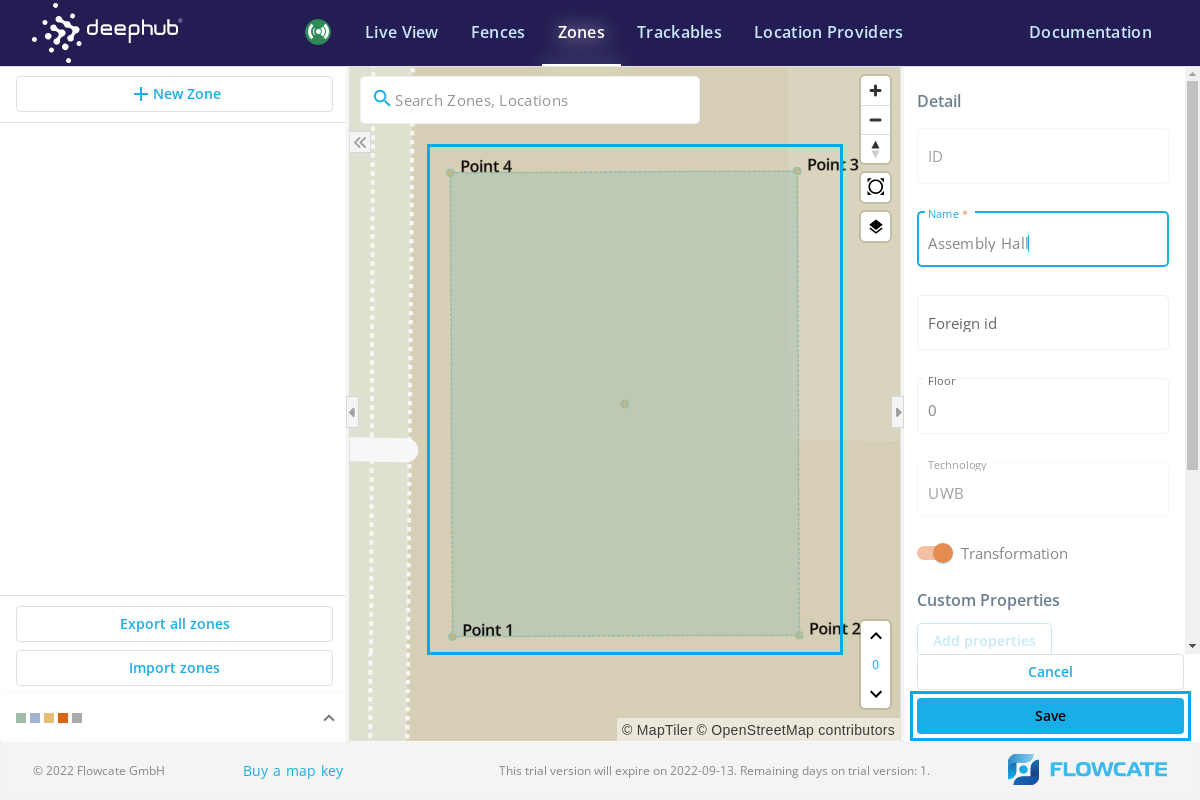 deephub®
Live View
Fences
Zones
Trackables
Location Providers
Documentation
New Zone
Export all zones
Import zones
Search Zones, Locations
Point 4
Point 3
Point 1
Point 2
0
© MapTiler © OpenStreetMap contributors
Detail
ID
Name *
Assembly Hall
Foreign id
Floor
0
Technology
UWB
Transformation
Custom Properties
Add properties
Cancel
Save
© 2022 Flowcate GmbH
Buy a map key
This trial version will expire on 2022-09-13. Remaining days on trial version: 1.
FLOWCATE